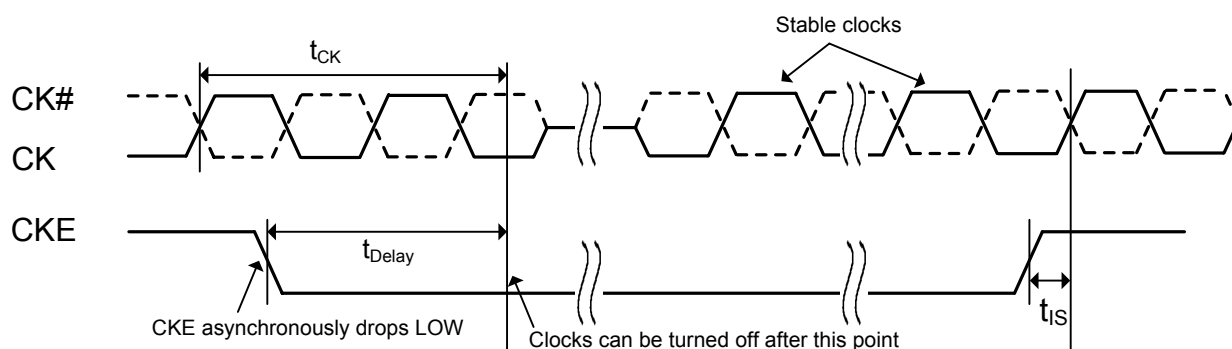 Stable clocks
tCK
CK#
CK
CKE
tDelay
tIS
CKE asynchronously drops LOW
Clocks can be turned off after this point